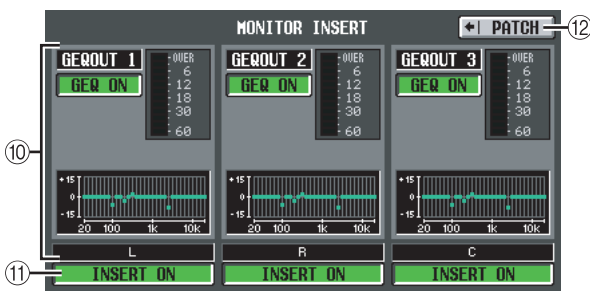 MONITOR INSERT
PATCH
⑫
GEQOUT 1
GEQ ON
OVER
6
12
18
30
60
GEQOUT 2
GEQ ON
OVER
6
12
18
30
60
GEQOUT 3
GEQ ON
OVER
6
12
18
30
60
⑩
+15
0
-15
20 100 1k 10k
+15
0
-15
20 100 1k 10k
+15
0
-15
20 100 1k 10k
L
R
C
⑪
INSERT ON
INSERT ON
INSERT ON